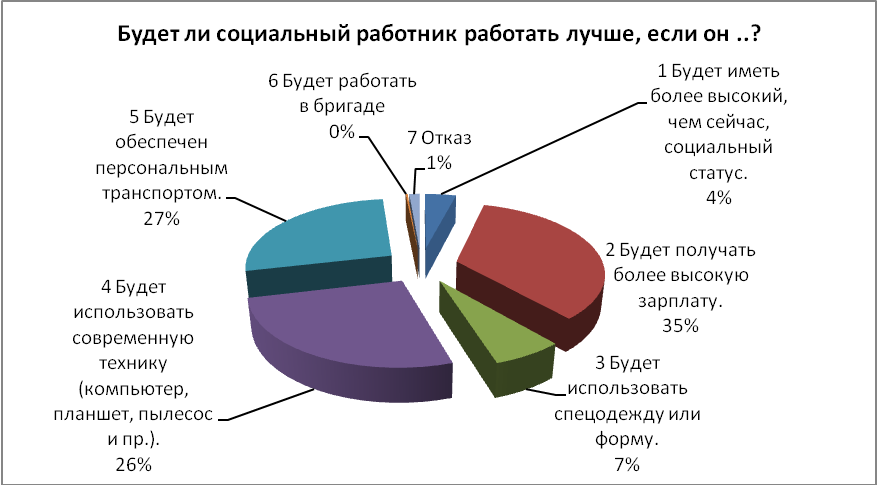 Будет ли социальный работник работать лучше, если он ..?
1 Будет иметь
более высокий,
чем сейчас,
социальный
статус.
4%
2 Будет получать
более высокую
зарплату.
35%
3 Будет
использовать
спецодежду или
форму.
7%
4 Будет
использовать
современную
технику
(компьютер,
планшет, пылесос
и пр.).
26%
5 Будет
обеспечен
персональным
транспортом.
27%
6 Будет работать
в бригаде
0%
7 Отказ
1%